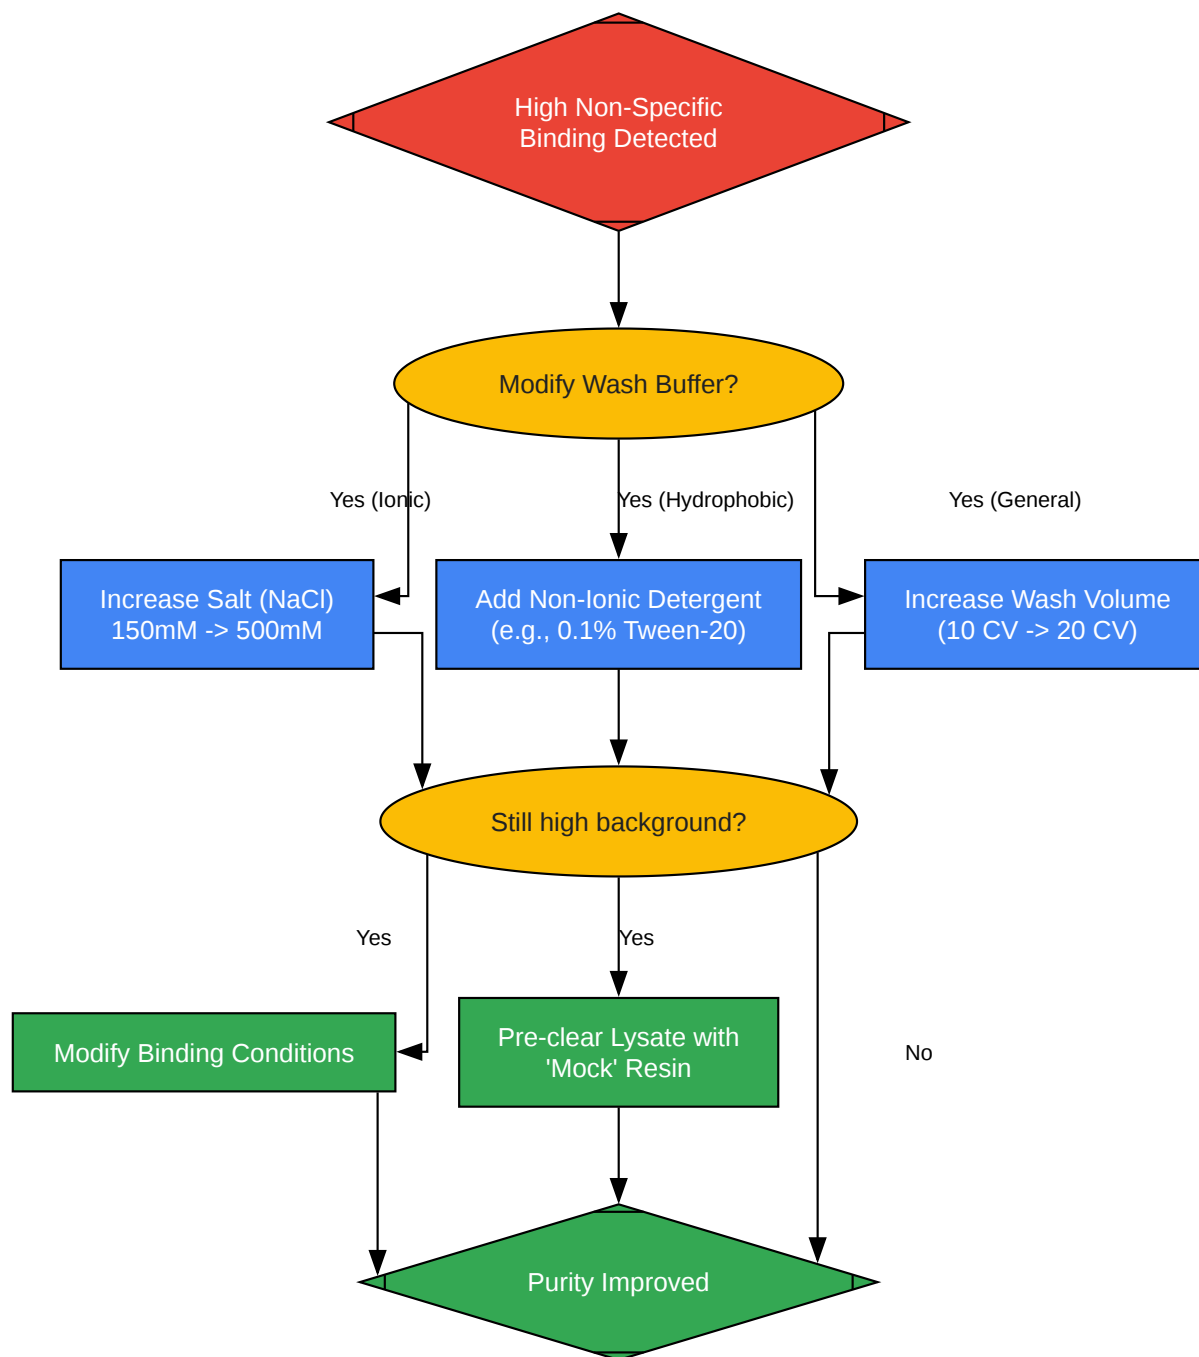 High Non-Specific
Binding Detected
Modify Wash Buffer?
Yes (Ionic)
Yes (Hydrophobic)
Yes (General)
Increase Salt (NaCl)
150mM -> 500mM
Add Non-Ionic Detergent
(e.g., 0.1% Tween-20)
Increase Wash Volume
(10 CV -> 20 CV)
Still high background?
Yes
Yes
Modify Binding Conditions
Pre-clear Lysate with
'Mock' Resin
No
Purity Improved